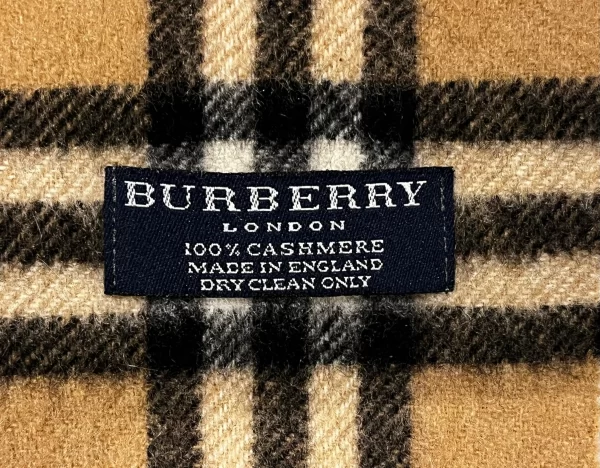 BURBERRY
LONDON
100% CASHMERE
MADE IN ENGLAND
DRY CLEAN ONLY